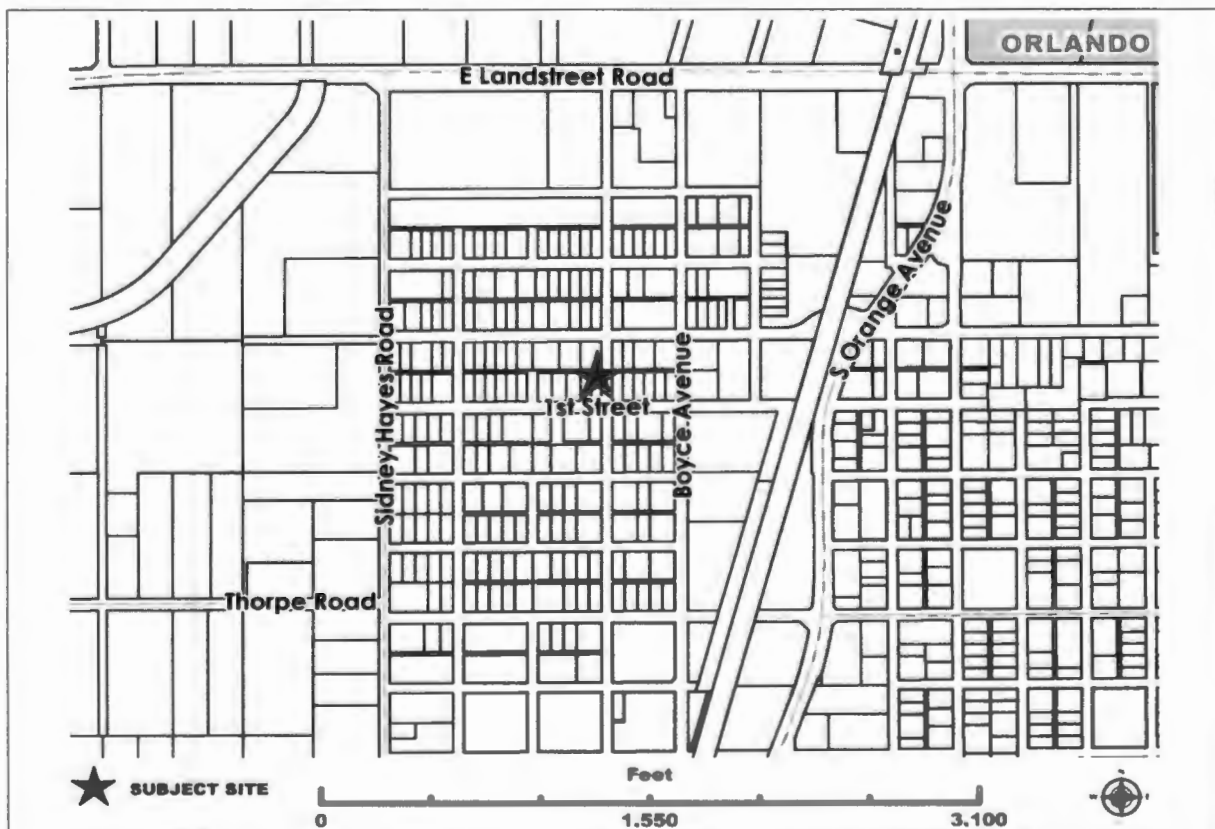 ORLANDO
E Landstreet Road
S Orange Avenue
Sidney Hayes Road
Boyce Avenue
1st Street
Thorpe Road
SUBJECT SITE
Feet
0
1,550
3,100